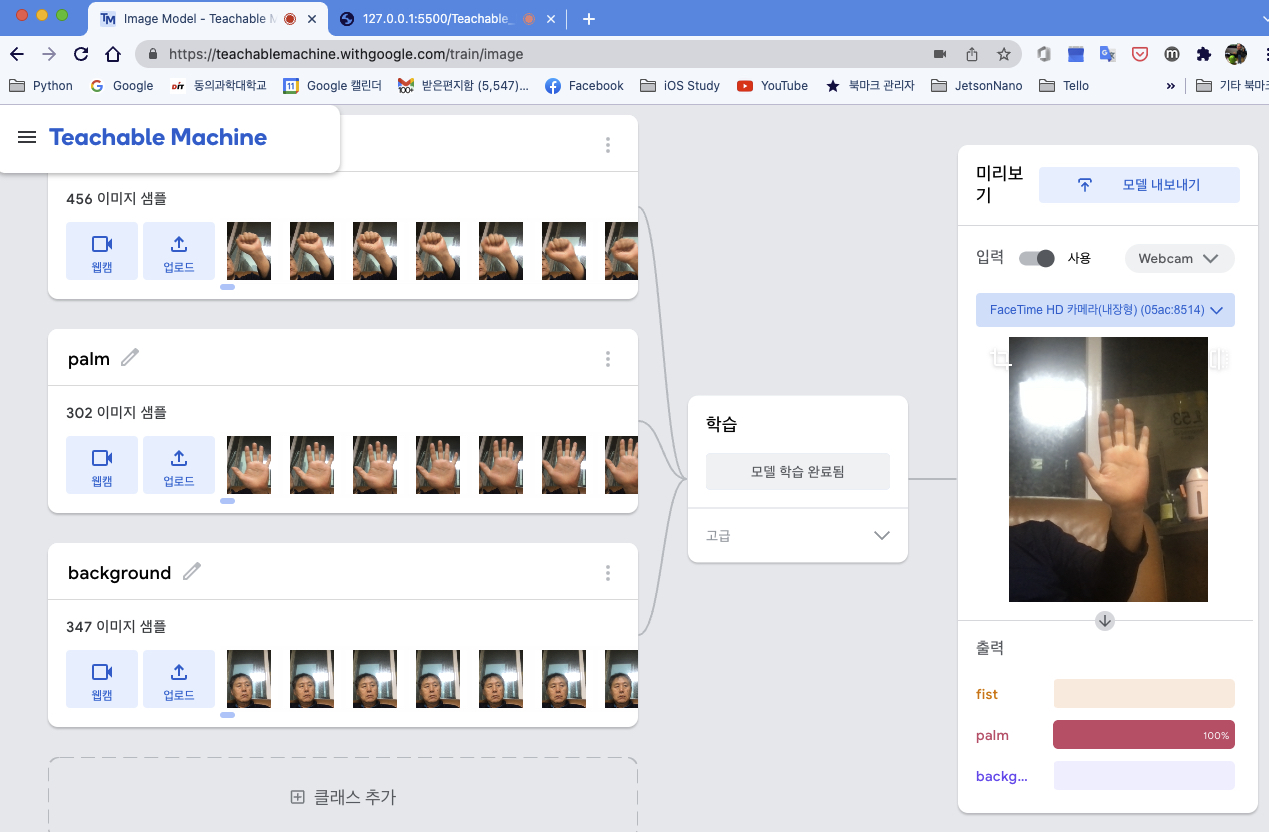 TM Image Model - Teachable M
127.0.0.1:5500/Teachable_
https://teachablemachine.withgoogle.com/train/image
Python
Google
DIT 동의과학대학교
11 Google 캘린더
100+ 받은편지함 (5,547)...
Facebook
iOS Study
YouTube
북마크 관리자
JetsonNano
Tello
»
기타 북마크
Teachable Machine
456 이미지 샘플
웹캠
업로드
palm
302 이미지 샘플
웹캠
업로드
background
347 이미지 샘플
웹캠
업로드
클래스 추가
학습
모델 학습 완료됨
고급
미리보
기
모델 내보내기
입력
사용
Webcam
FaceTime HD 카메라(내장형) (05ac:8514)
출력
fist
palm
100%
backg...